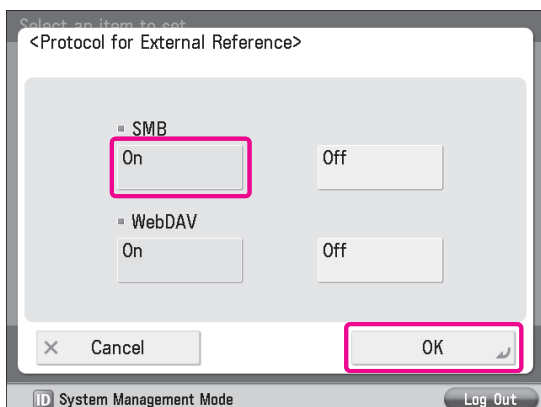 Select an item to set.
<Protocol for External Reference>
SMB
On Off
WebDAV
On Off
Cancel OK
ID System Management Mode Log Out